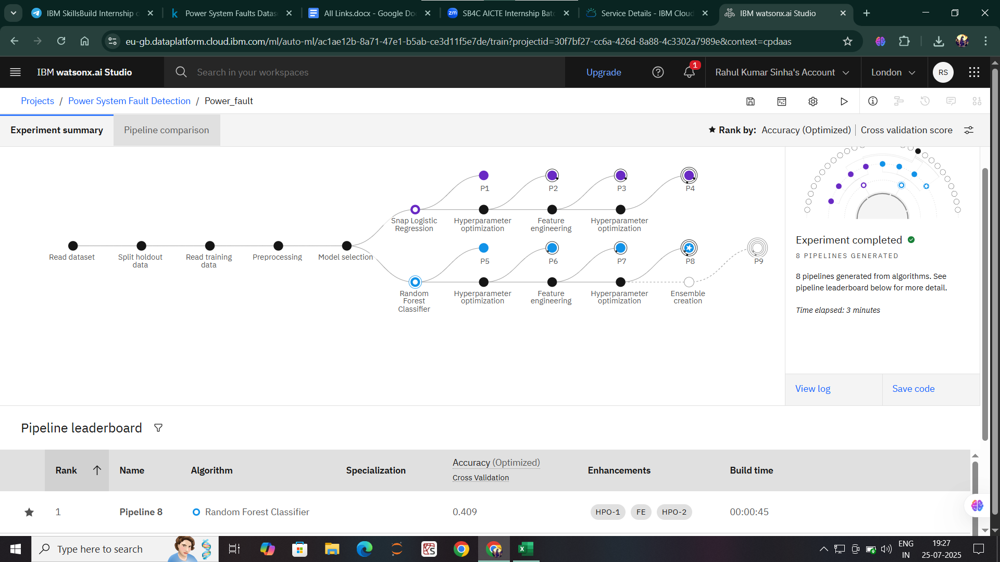 IBM SkillsBuild Internship o
Power System Faults Datas
All Links.docx - Google Do
zm
SB4C AICTE Internship Batc
Service Details - IBM Cloud
IBM watsonx.ai Studio
eu-gb.dataplatform.cloud.ibm.com/ml/auto-ml/ac1ae12b-8a71-47e1-b5ab-ce3d11f5e7de/train?projectid=30f7bf27-cc6a-426d-8a88-4c3302a7989e&context=cpdaas
IBM watsonx.ai Studio
Search in your workspaces
Upgrade
1
Rahul Kumar Sinha's Account
London
RS
Projects / Power System Fault Detection / Power_fault
Experiment summary
Pipeline comparison
Rank by: Accuracy (Optimized) | Cross validation score
P1
P2
P3
P4
Snap Logistic
Regression
Hyperparameter
optimization
Feature
engineering
Hyperparameter
optimization
Read dataset
Split holdout
data
Read training
data
Preprocessing
Model selection
P5
P6
P7
P8
P9
Random
Forest
Classifier
Hyperparameter
optimization
Feature
engineering
Hyperparameter
optimization
Ensemble
creation
Experiment completed
8 PIPELINES GENERATED
8 pipelines generated from algorithms. See
pipeline leaderboard below for more detail.
Time elapsed: 3 minutes
View log
Save code
Pipeline leaderboard
Rank
Name
Algorithm
Specialization
Accuracy (Optimized)
Cross Validation
Enhancements
Build time
1
Pipeline 8
Random Forest Classifier
0.409
HPO-1
FE
HPO-2
00:00:45
Type here to search
ENG
IN
19:27
25-07-2025